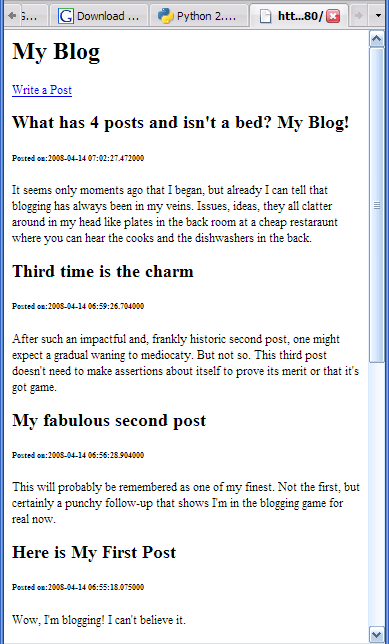 G... Download ... Python 2.... htt...80/
My Blog
Write a Post
What has 4 posts and isn't a bed? My Blog!
Posted on:2008-04-14 07:02:27.472000
It seems only moments ago that I began, but already I can tell that
blogging has always been in my veins. Issues, ideas, they all clatter
around in my head like plates in the back room at a cheap restaraunt
where you can hear the cooks and the dishwashers in the back.
Third time is the charm
Posted on:2008-04-14 06:59:26.704000
After such an impactful and, frankly historic second post, one might
expect a gradual waning to mediocaty. But not so. This third post
doesn't need to make assertions about itself to prove its merit or that it's
got game.
My fabulous second post
Posted on:2008-04-14 06:56:28.904000
This will probably be remembered as one of my finest. Not the first, but
certainly a punchy follow-up that shows I'm in the blogging game for
real now.
Here is My First Post
Posted on:2008-04-14 06:55:18.075000
Wow, I'm blogging! I can't believe it.